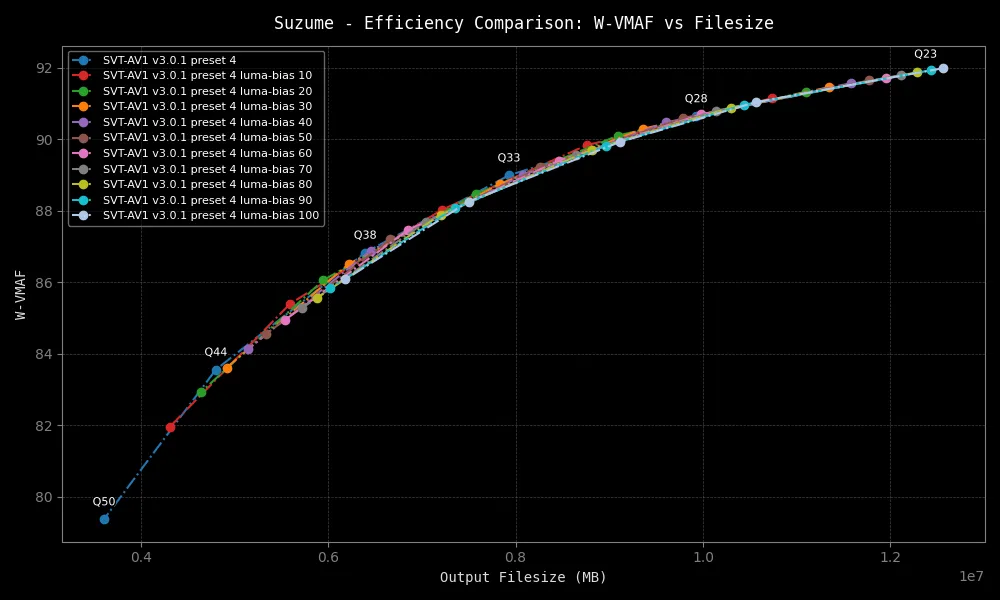 Suzume - Efficiency Comparison: W-VMAF vs Filesize
SVT-AV1 v3.0.1 preset 4
SVT-AV1 v3.0.1 preset 4 luma-bias 10
SVT-AV1 v3.0.1 preset 4 luma-bias 20
SVT-AV1 v3.0.1 preset 4 luma-bias 30
SVT-AV1 v3.0.1 preset 4 luma-bias 40
SVT-AV1 v3.0.1 preset 4 luma-bias 50
SVT-AV1 v3.0.1 preset 4 luma-bias 60
SVT-AV1 v3.0.1 preset 4 luma-bias 70
SVT-AV1 v3.0.1 preset 4 luma-bias 80
SVT-AV1 v3.0.1 preset 4 luma-bias 90
SVT-AV1 v3.0.1 preset 4 luma-bias 100
Q23
Q28
Q33
Q38
Q44
Q50
W-VMAF
92
90
88
86
84
82
80
0.4 0.6 0.8 1.0 1.2
1e7
Output Filesize (MB)